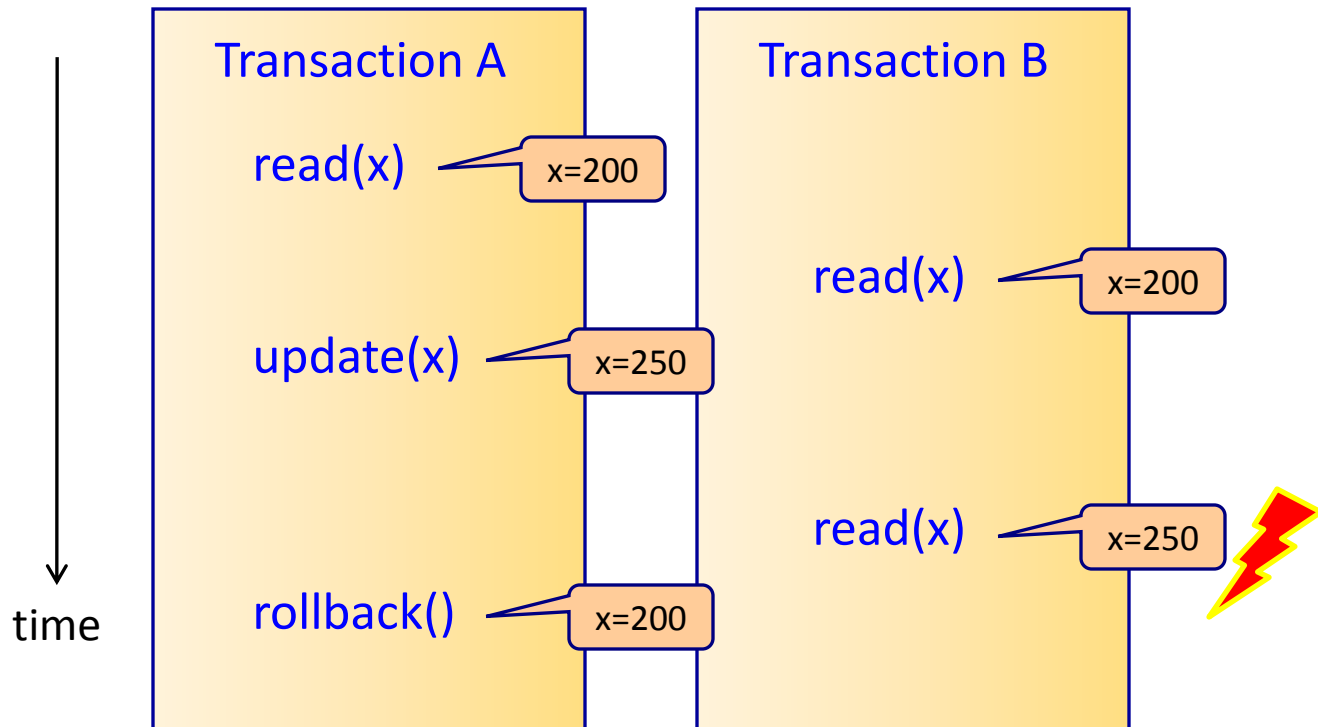 Transaction A
Transaction B
read(x)
x=200
read(x)
x=200
update(x)
x=250
read(x)
x=250
rollback()
x=200
time